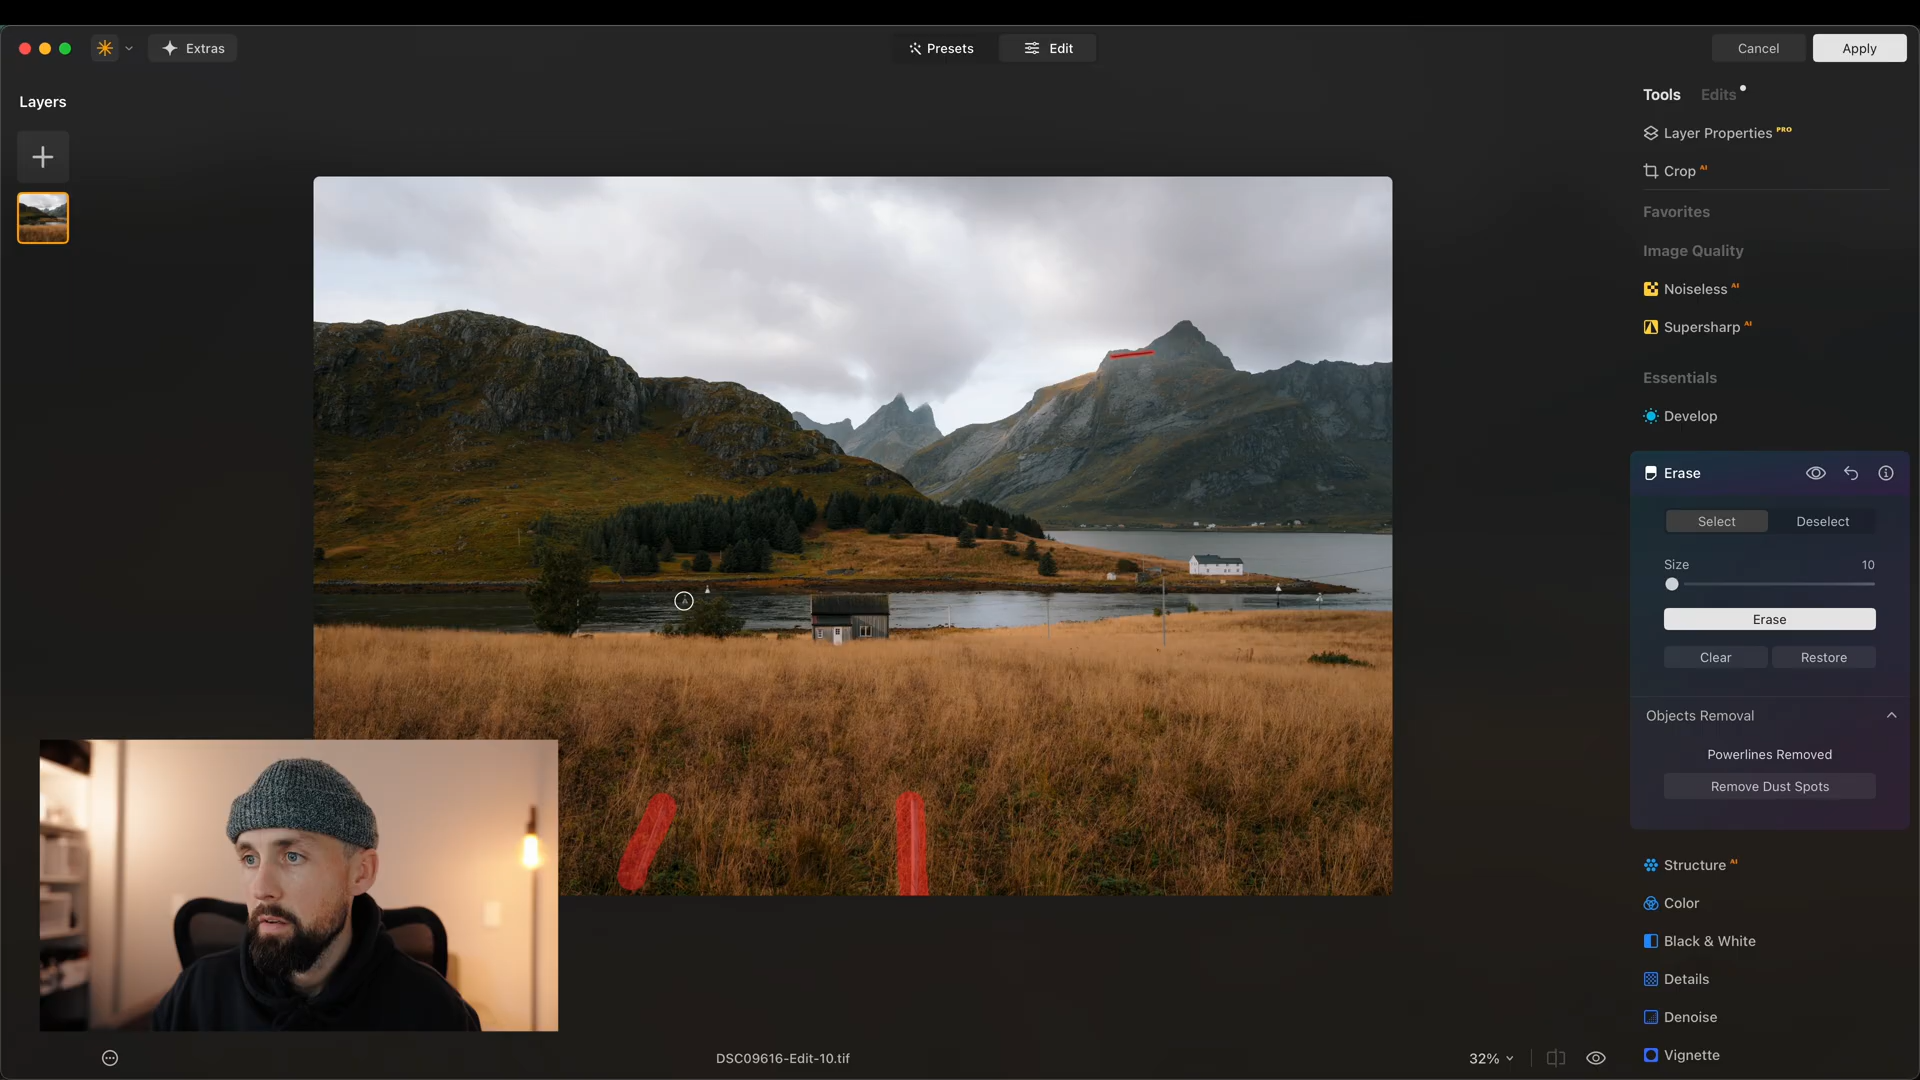 Extras
Presets
Edit
Cancel
Apply
Layers
Tools
Edits
Layer Properties PRO
Crop AI
Favorites
Image Quality
Noiseless AI
Supersharp AI
Essentials
Develop
Erase
Select
Deselect
Size
10
Erase
Clear
Restore
Objects Removal
Powerlines Removed
Remove Dust Spots
Structure AI
Color
Black & White
Details
Denoise
Vignette
DSC09616-Edit-10.tif
32%